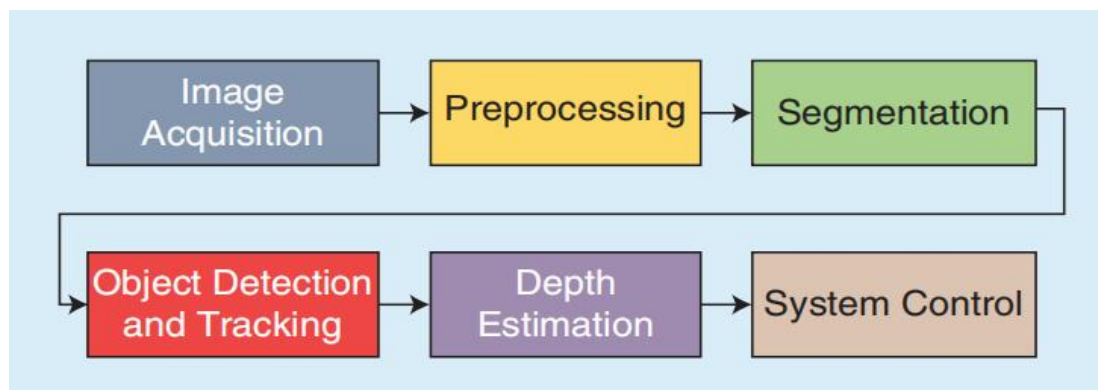 Image
Acquisition
Preprocessing
Segmentation
Object Detection
and Tracking
Depth
Estimation
System Control